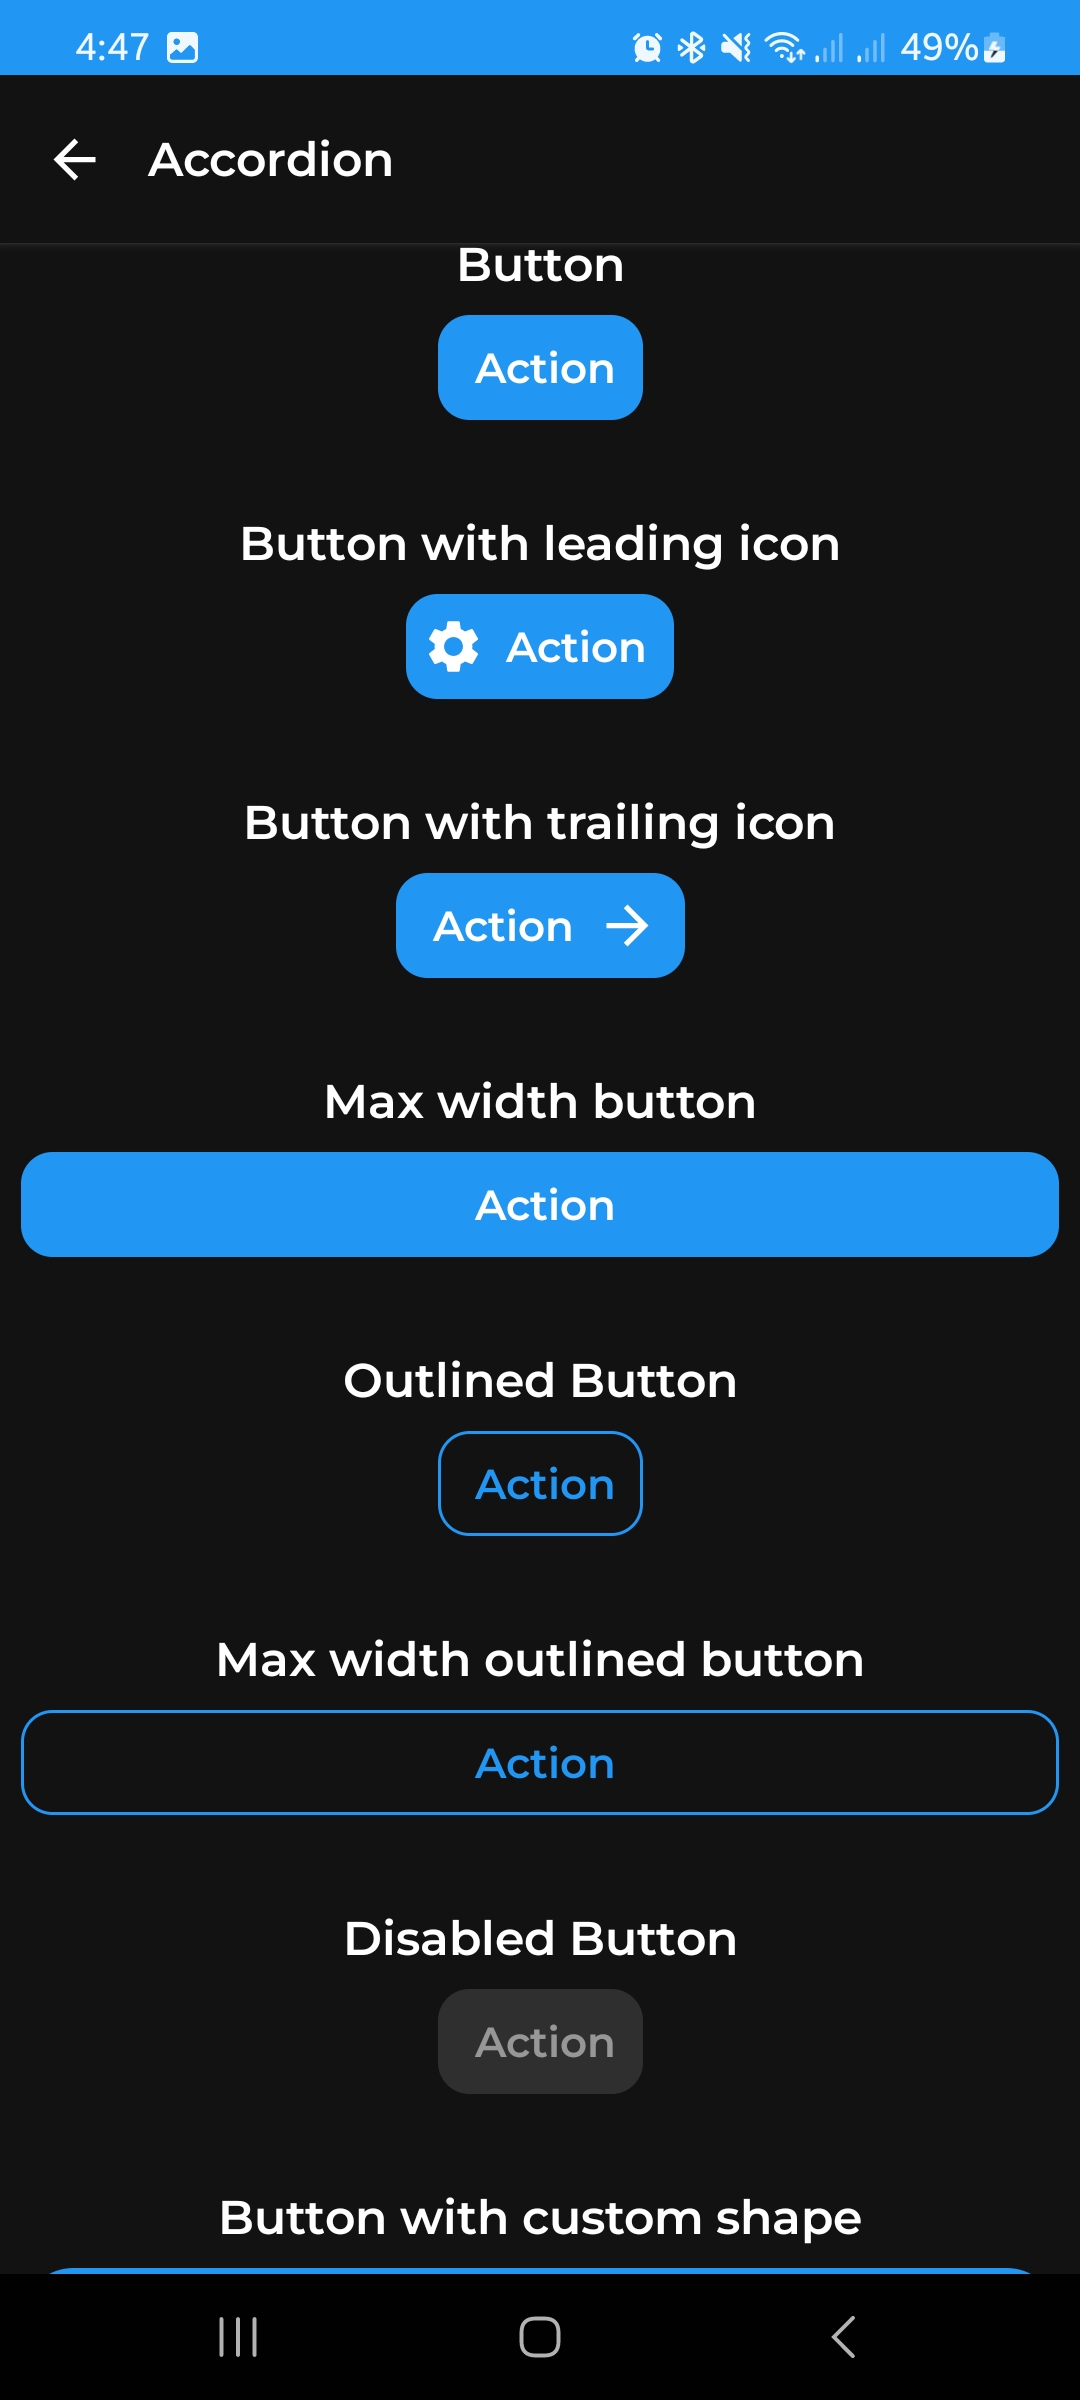 4:47 49%
Accordion
Button
Action
Button with leading icon
Action
Button with trailing icon
Action
Max width button
Action
Outlined Button
Action
Max width outlined button
Action
Disabled Button
Action
Button with custom shape